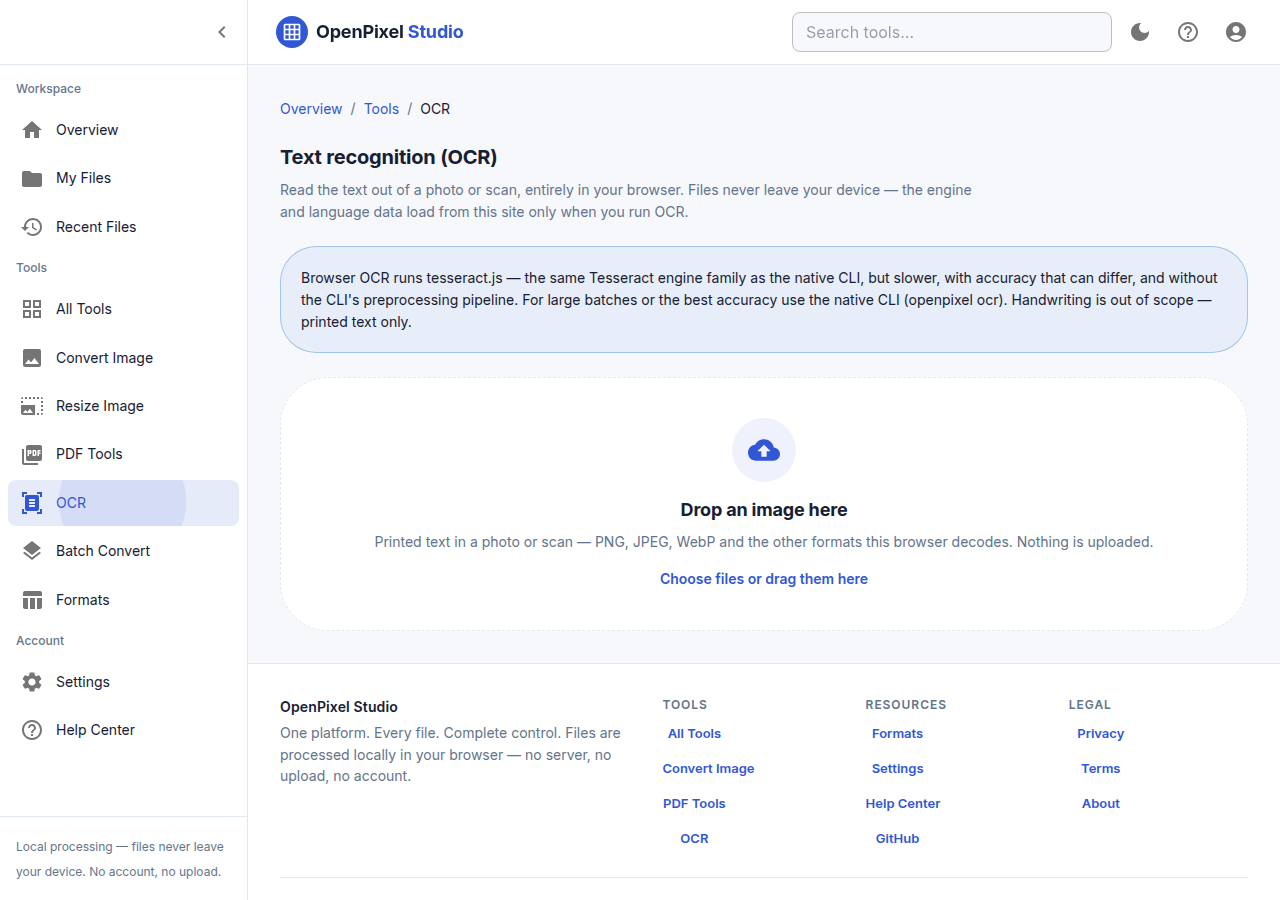 OpenPixel Studio
Search tools...
Workspace
Overview
My Files
Recent Files
Tools
All Tools
Convert Image
Resize Image
PDF Tools
OCR
Batch Convert
Formats
Account
Settings
Help Center
Local processing — files never leave
your device. No account, no upload.
Overview / Tools / OCR
Text recognition (OCR)
Read the text out of a photo or scan, entirely in your browser. Files never leave your device — the engine
and language data load from this site only when you run OCR.
Browser OCR runs tesseract.js — the same Tesseract engine family as the native CLI, but slower, with accuracy that can differ, and without
the CLI's preprocessing pipeline. For large batches or the best accuracy use the native CLI (openpixel ocr). Handwriting is out of scope —
printed text only.
Drop an image here
Printed text in a photo or scan — PNG, JPEG, WebP and the other formats this browser decodes. Nothing is uploaded.
Choose files or drag them here
OpenPixel Studio
One platform. Every file. Complete control. Files are
processed locally in your browser — no server, no
upload, no account.
TOOLS
All Tools
Convert Image
PDF Tools
OCR
RESOURCES
Formats
Settings
Help Center
GitHub
LEGAL
Privacy
Terms
About